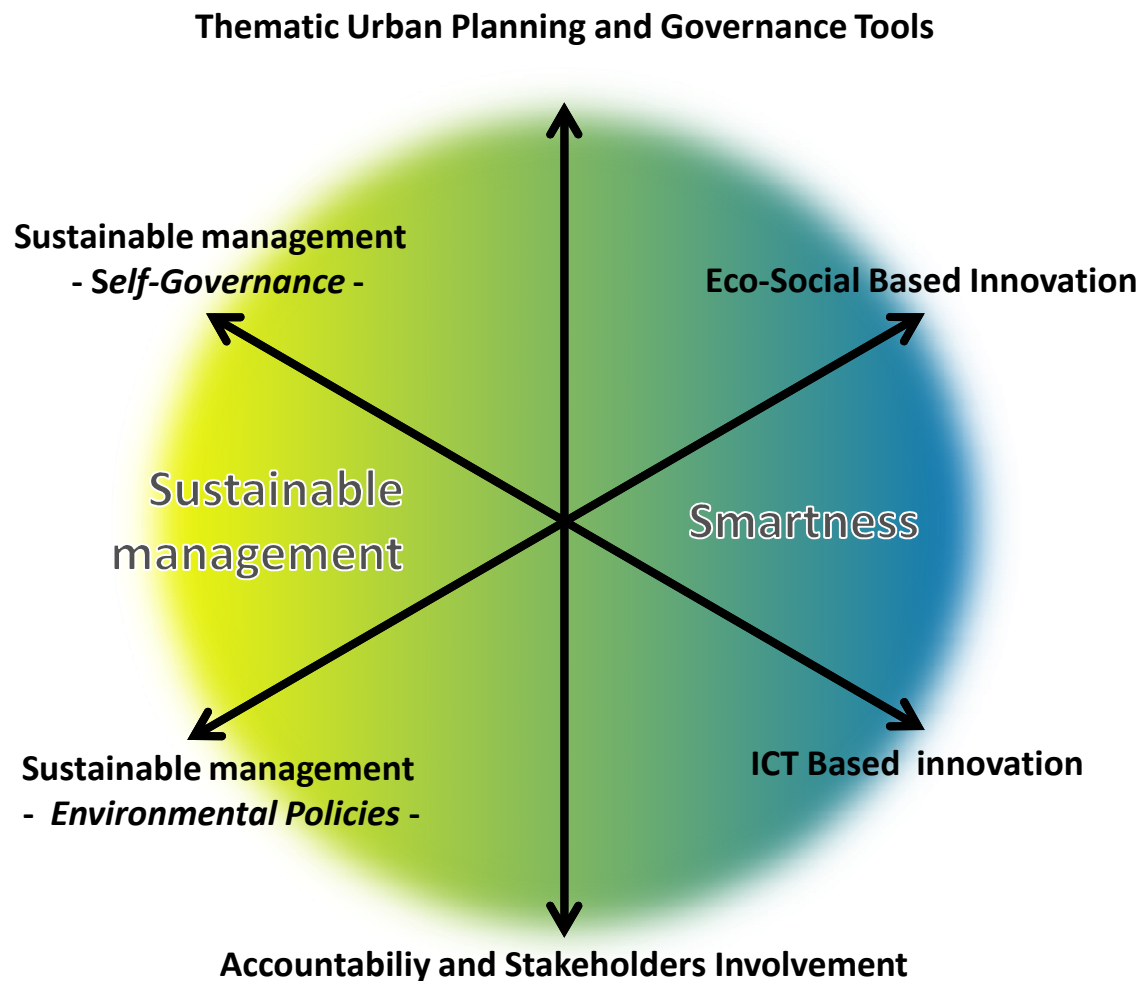 Thematic Urban Planning and Governance Tools
Sustainable management
- Self-Governance -
Eco-Social Based Innovation
Sustainable
management
Smartness
Sustainable management
- Environmental Policies -
ICT Based innovation
Accountabiliy and Stakeholders Involvement